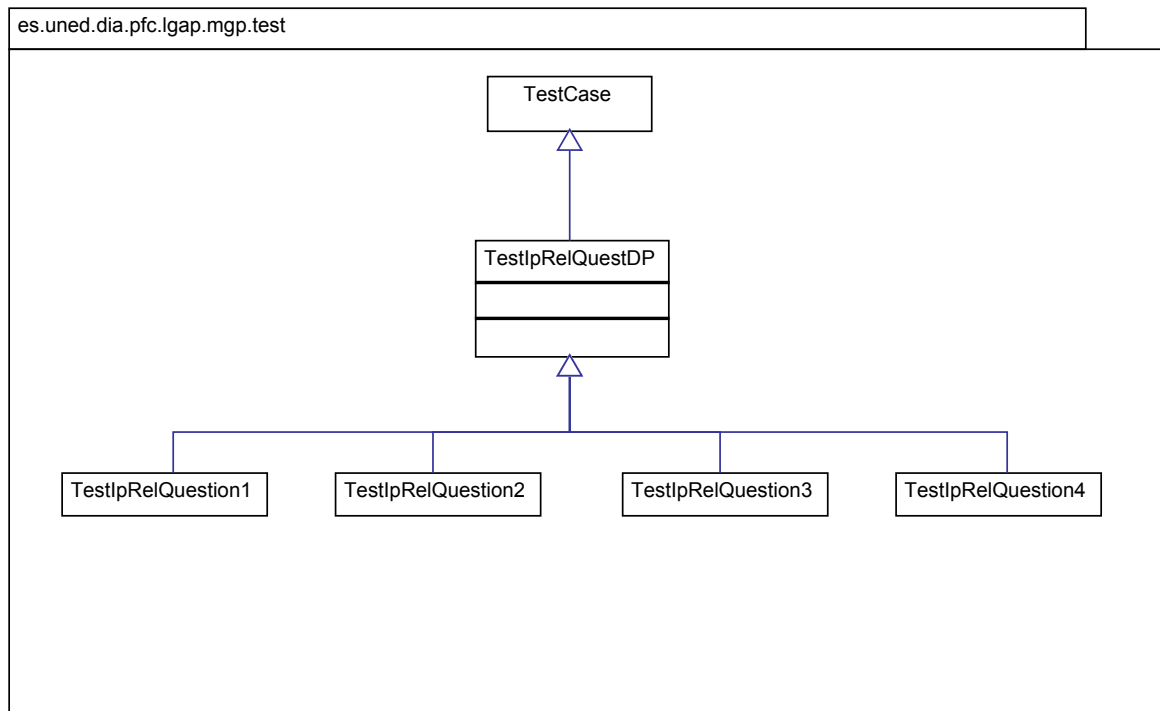 es.uned.dia.pfc.lgap.mgp.test
TestCase
TestIpRelQuestDP
TestIpRelQuestion1
TestIpRelQuestion2
TestIpRelQuestion3
TestIpRelQuestion4